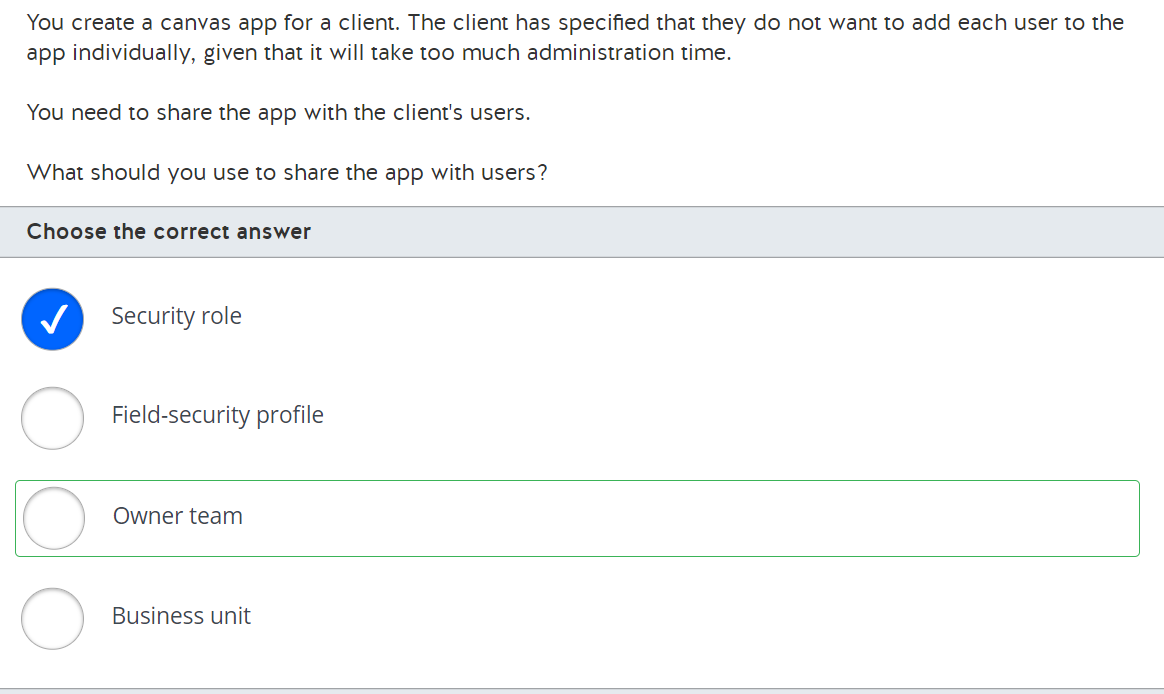 You create a canvas app for a client. The client has specified that they do not want to add each user to the
app individually, given that it will take too much administration time.
You need to share the app with the client's users.
What should you use to share the app with users?
Choose the correct answer
Security role
Field-security profile
Owner team
Business unit